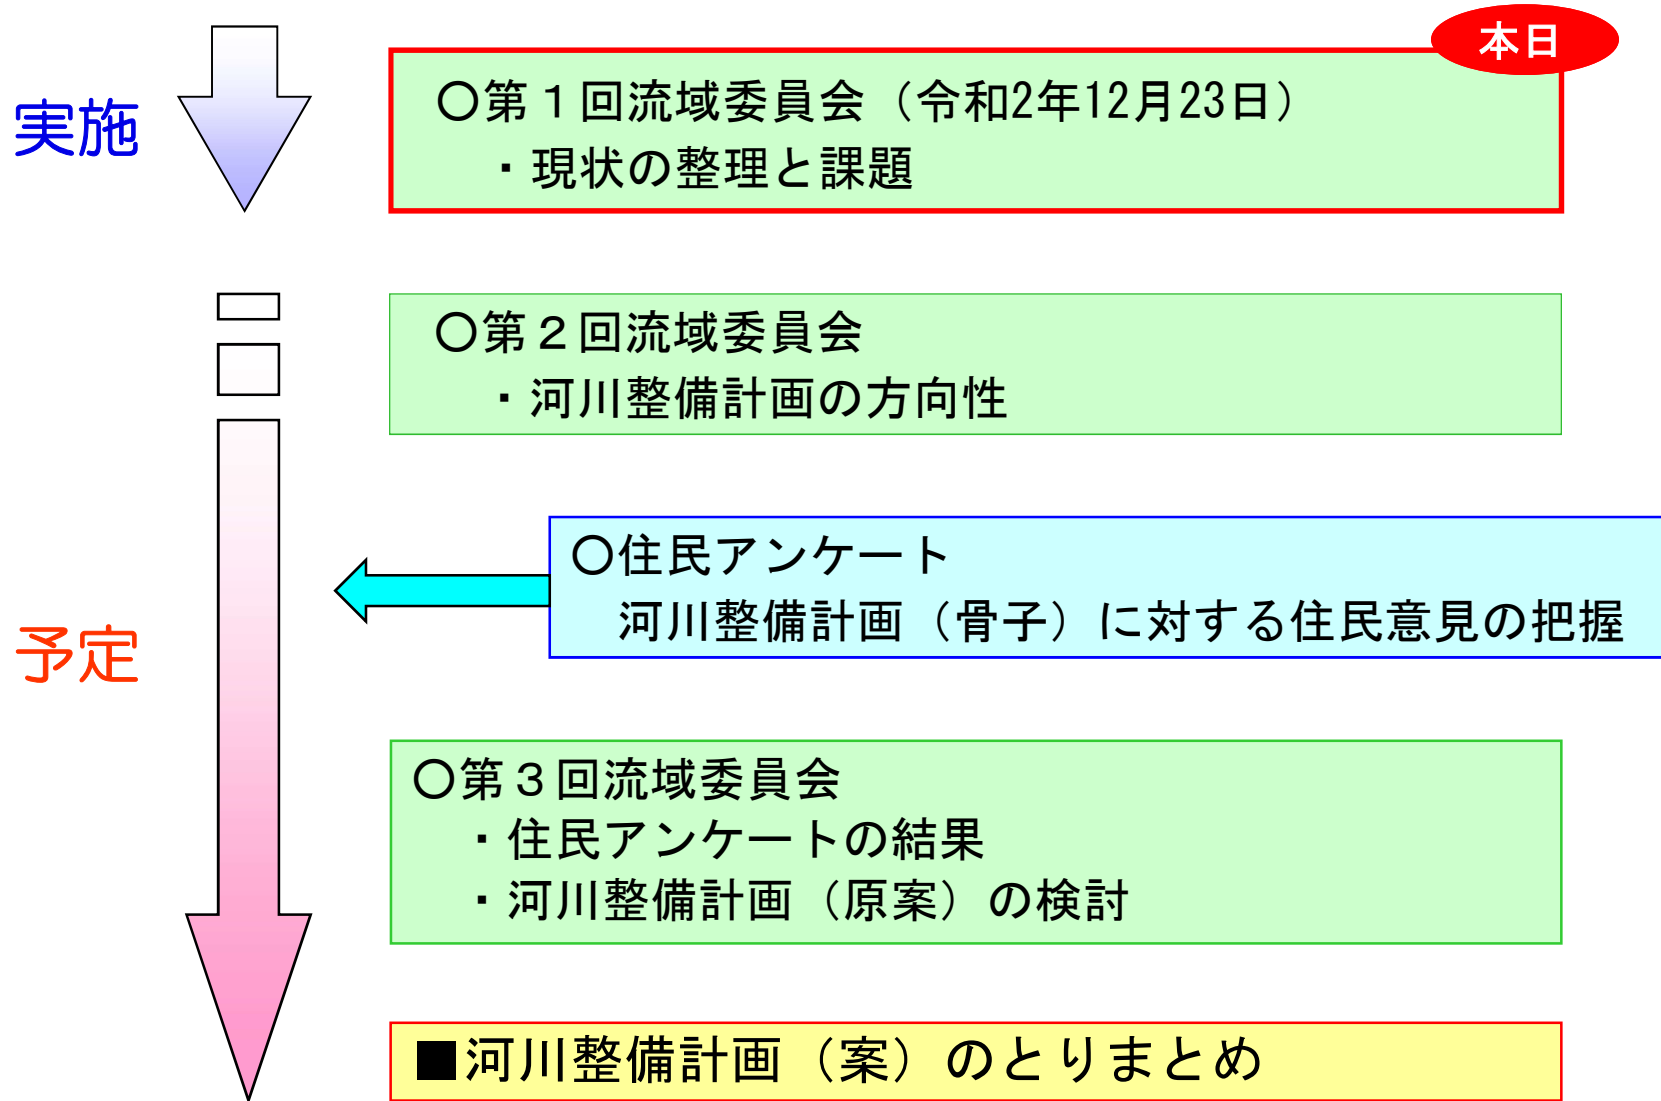 本日
実施
〇第１回流域委員会（令和2年12月23日）
・現状の整理と課題
〇第２回流域委員会
・河川整備計画の方向性
〇住民アンケート
河川整備計画（骨子）に対する住民意見の把握
予定
〇第３回流域委員会
・住民アンケートの結果
・河川整備計画（原案）の検討
■河川整備計画（案）のとりまとめ